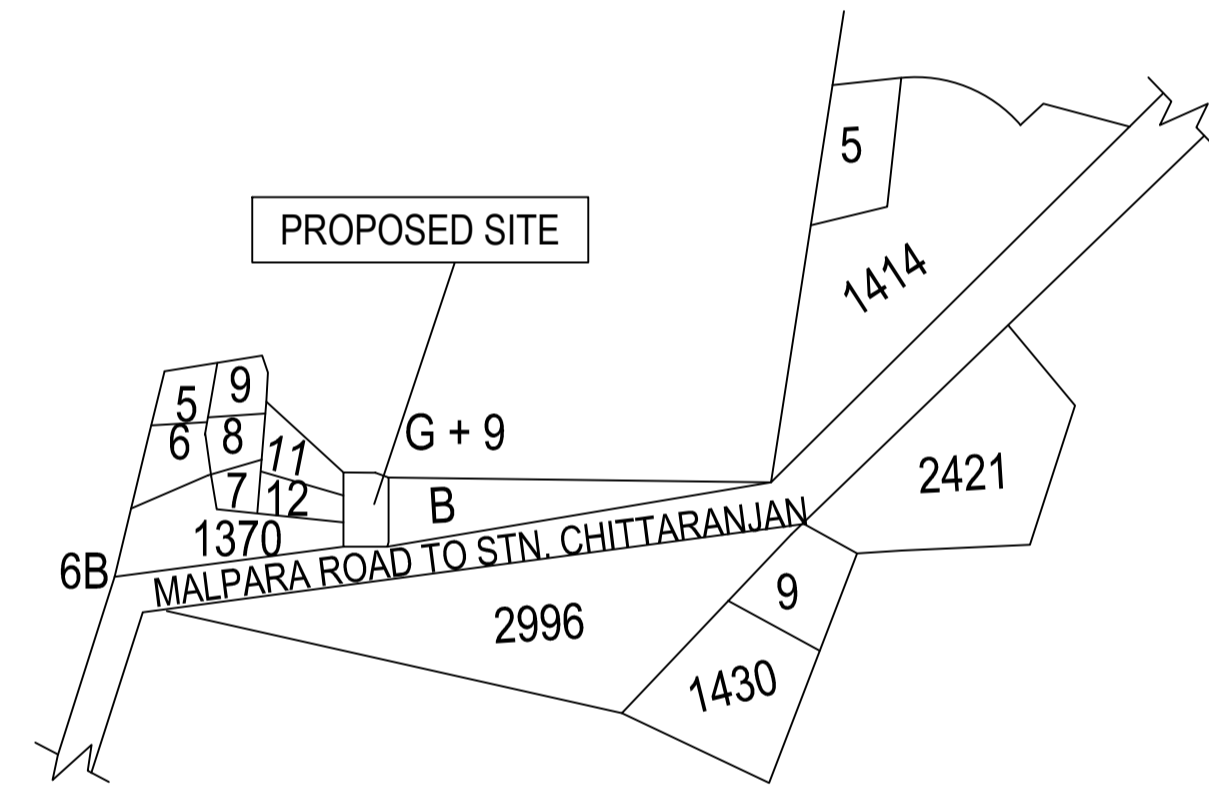 5
PROPOSED SITE
1414
5
9
G + 9
6
8
11
2421
7
12
B
1370
6B
MALPARA ROAD TO STN. CHITTARANJAN
9
2996
1430